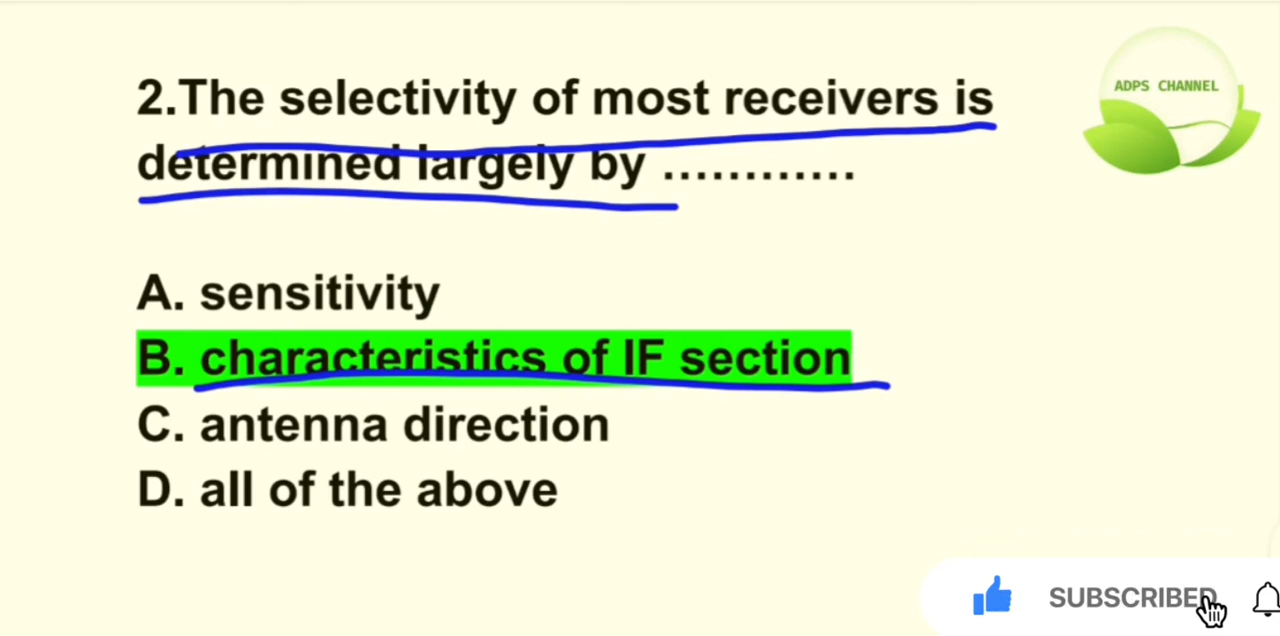 2.The selectivity of most receivers is
determined largely by ............
A. sensitivity
B. characteristics of IF section
C. antenna direction
D. all of the above
ADPS CHANNEL
SUBSCRIBED